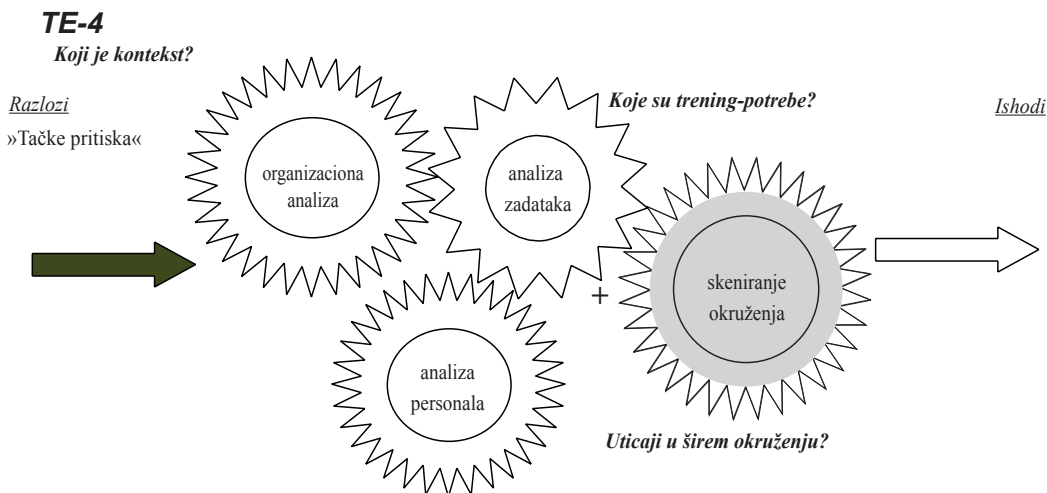 TE-4
Koji je kontekst?
Razlozi
»Tačke pritiska«
organizaciona
analiza
Koje su trening-potrebe?
analiza
zadataka
Ishodi
+
skeniranje
okruženja
analiza
personala
Uticaji u širem okruženju?